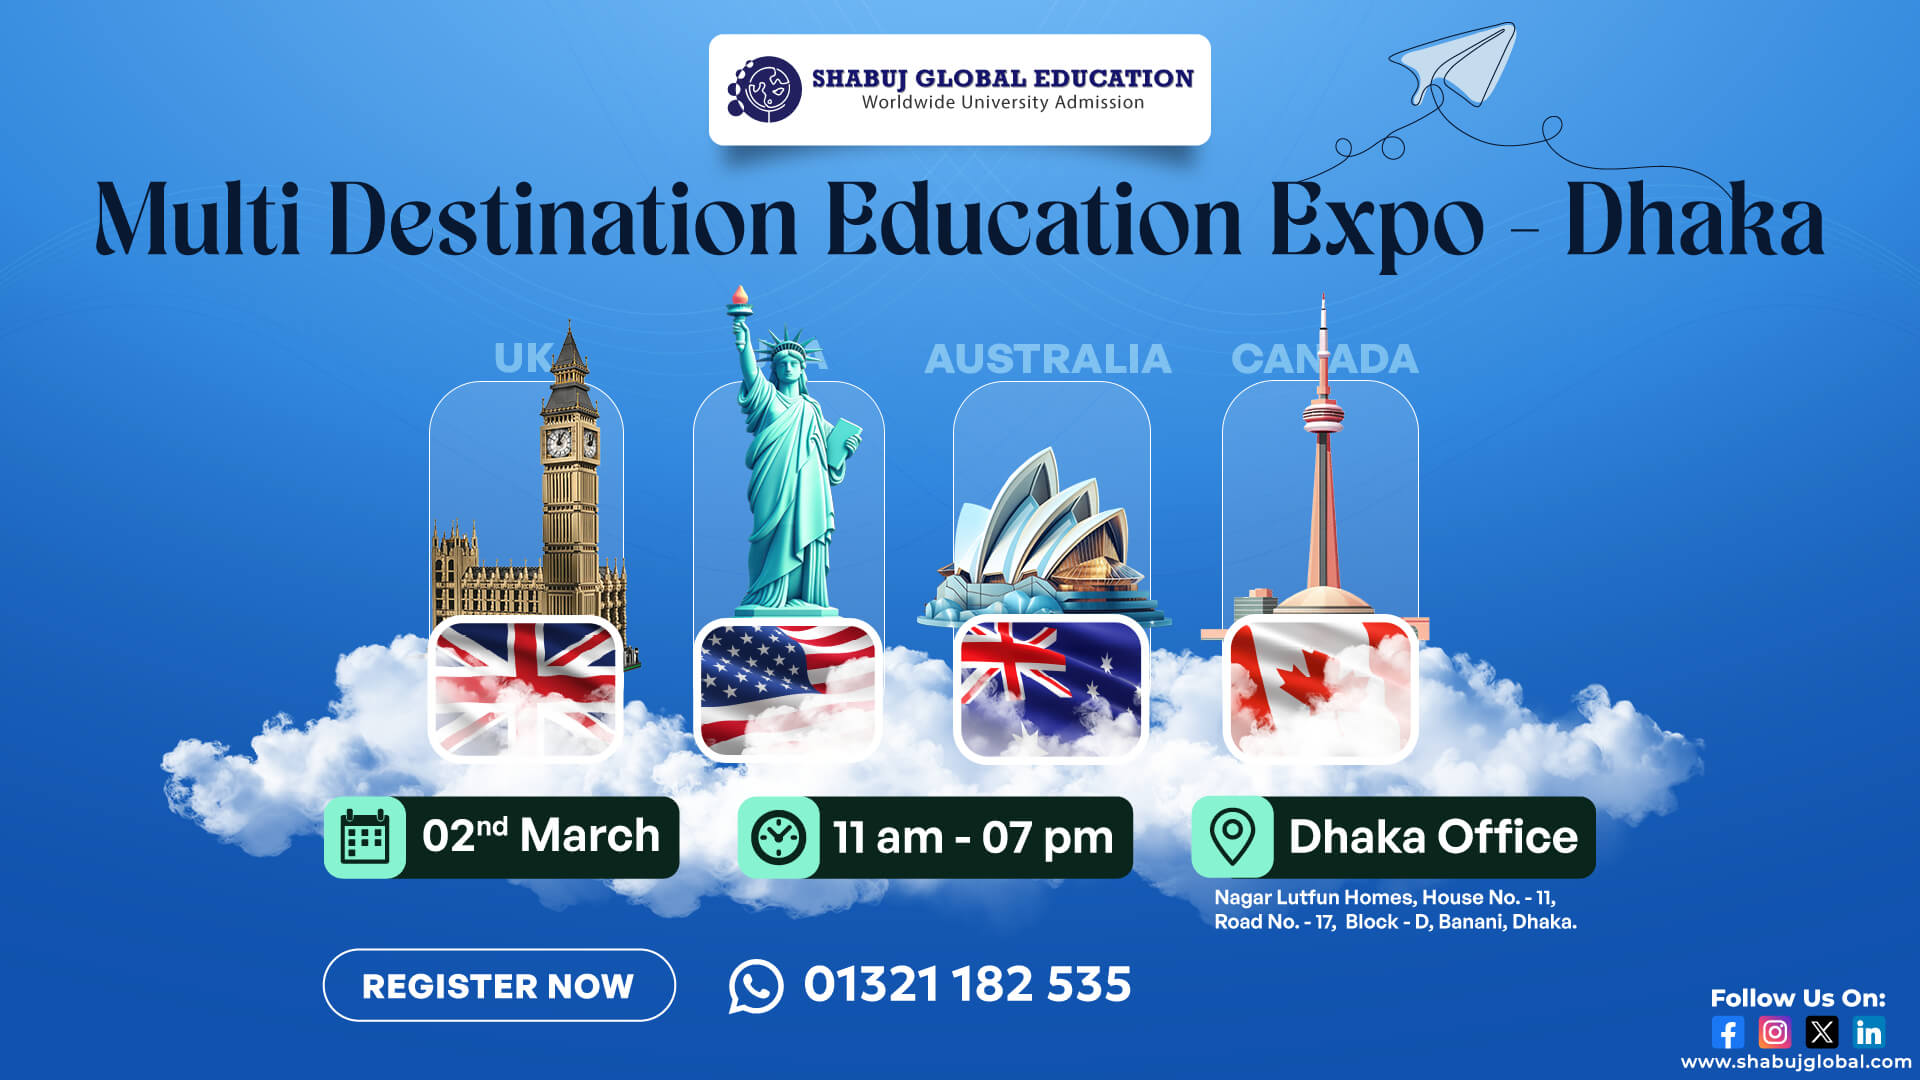 SHABUJ GLOBAL EDUCATION
Worldwide University Admission
Multi Destination Education Expo - Dhaka
UK
AUSTRALIA
CANADA
02nd March
11 am - 07 pm
Dhaka Office
Nagar Lutfun Homes, House No. - 11,
Road No. - 17, Block - D, Banani, Dhaka.
REGISTER NOW
01321 182 535
Follow Us On:
www.shabujglobal.com